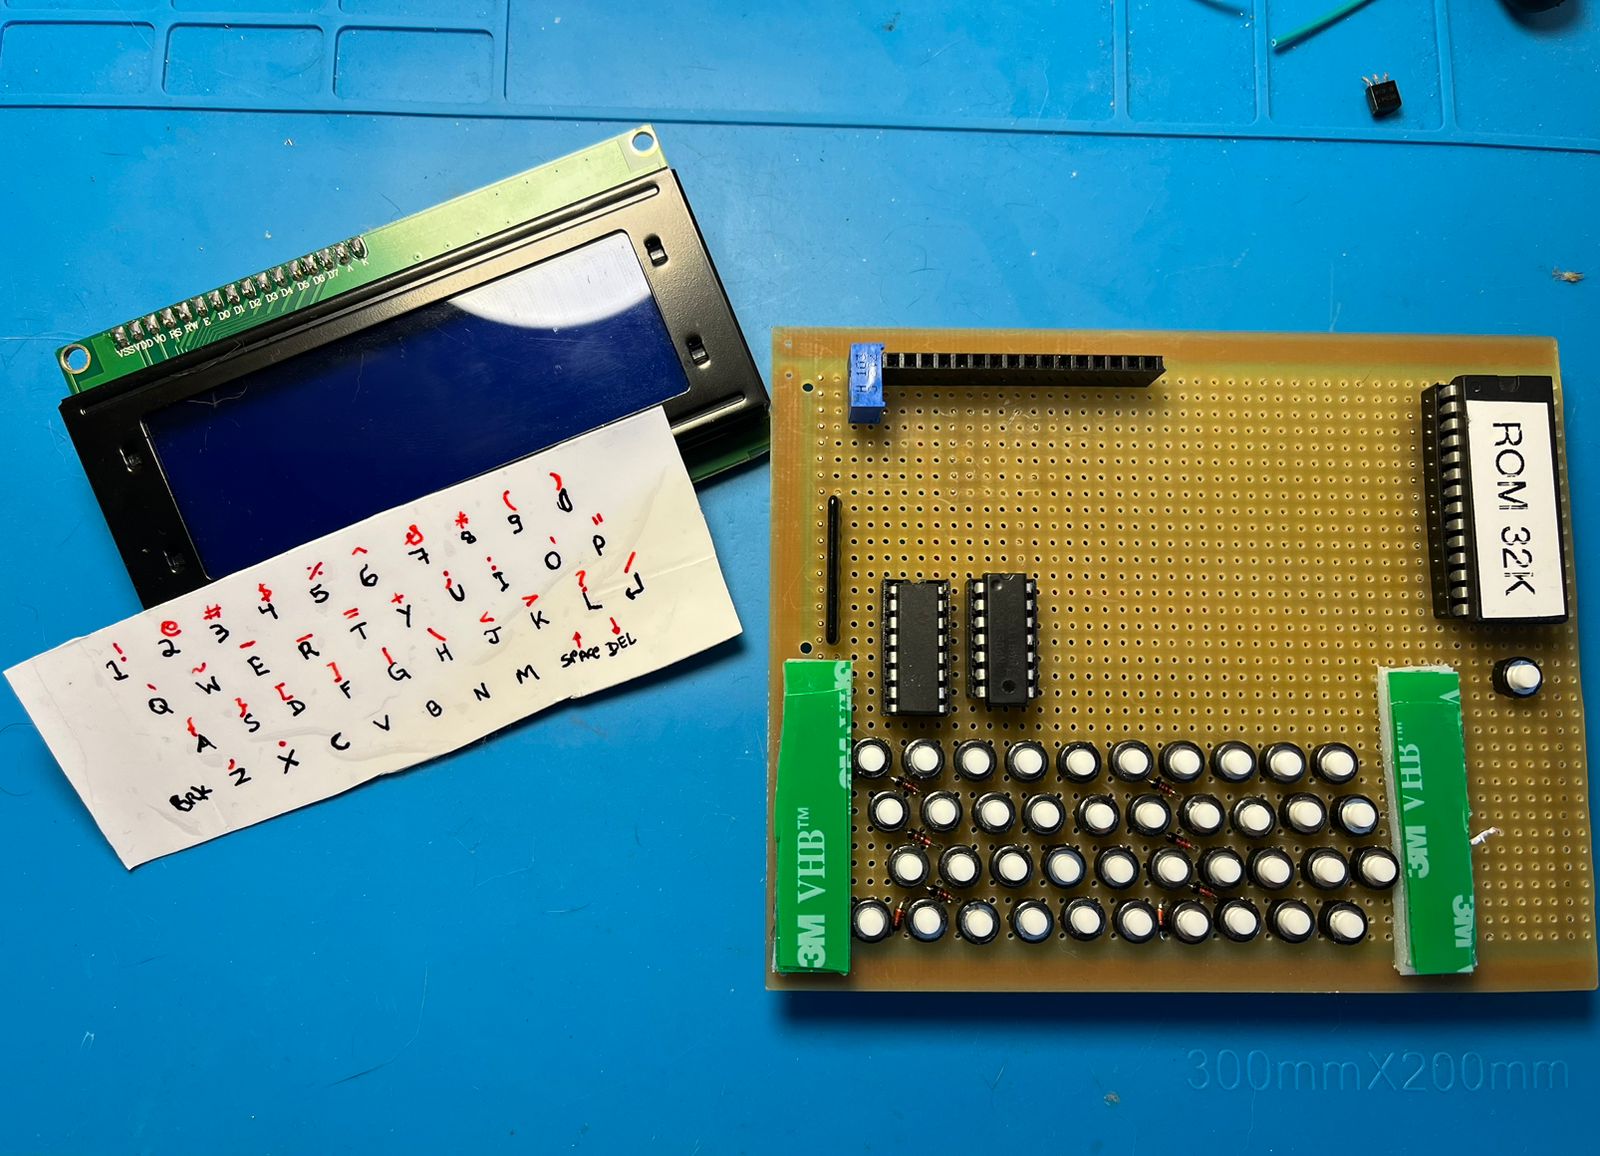 VSS VDD VO RS RW E D0 D1 D2 D3 D4 D5 D6 D7 A K
! @ # $ % ^ & * ( )
1 2 3 4 5 6 7 8 9 0
Q W E R T Y U I O P
A S D F G H J K L ↵
BRK Z X C V B N M SPACE DEL
103
ROM 32K
3M VHB™
3M VHB™
3M
300mmX200mm